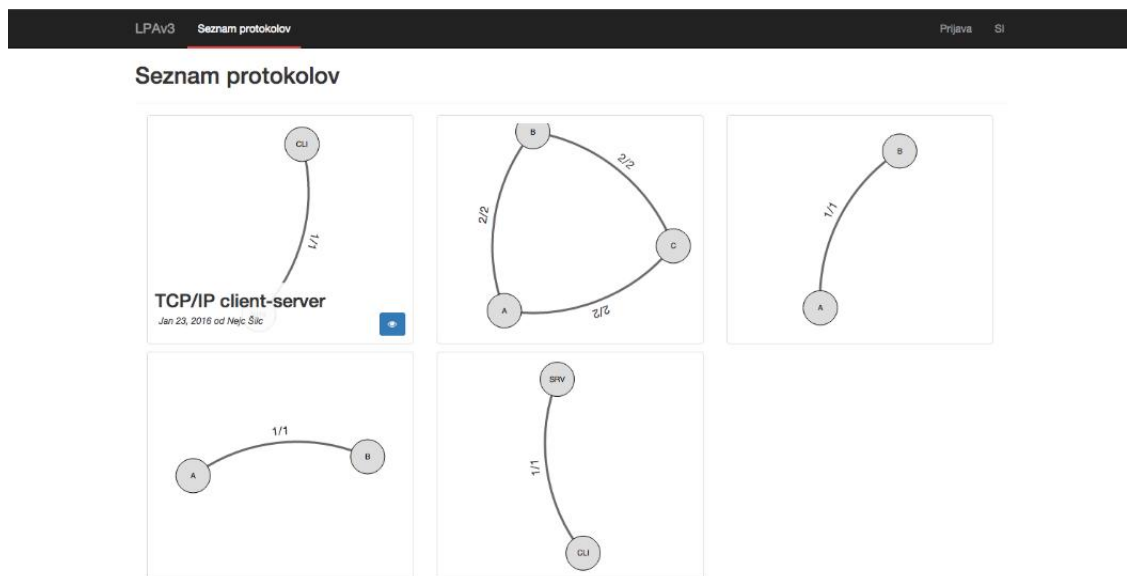 LPAv3 Seznam protokolov Prijava SI
Seznam protokolov
CLI
1/1
TCP/IP client-server
Jan 23, 2016 od Nejc Šilc
B
2/2
2/2
C
A
2/2
B
1/1
A
1/1
A
B
SRV
1/1
CLI